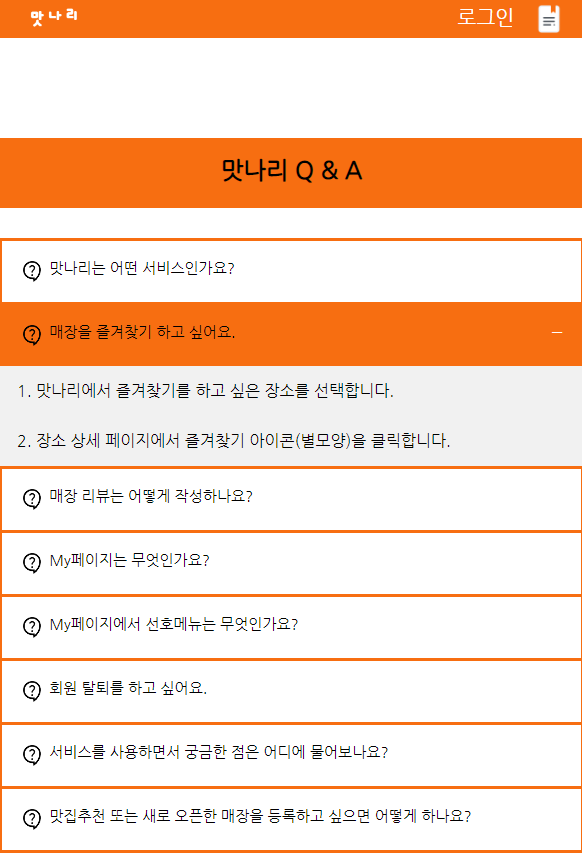 맛나리
로그인
맛나리 Q & A
맛나리는 어떤 서비스인가요?
매장을 즐겨찾기 하고 싶어요.
1. 맛나리에서 즐겨찾기를 하고 싶은 장소를 선택합니다.
2. 장소 상세 페이지에서 즐겨찾기 아이콘(별모양)을 클릭합니다.
매장 리뷰는 어떻게 작성하나요?
My페이지는 무엇인가요?
My페이지에서 선호메뉴는 무엇인가요?
회원 탈퇴를 하고 싶어요.
서비스를 사용하면서 궁금한 점은 어디에 물어보나요?
맛집추천 또는 새로 오픈한 매장을 등록하고 싶으면 어떻게 하나요?